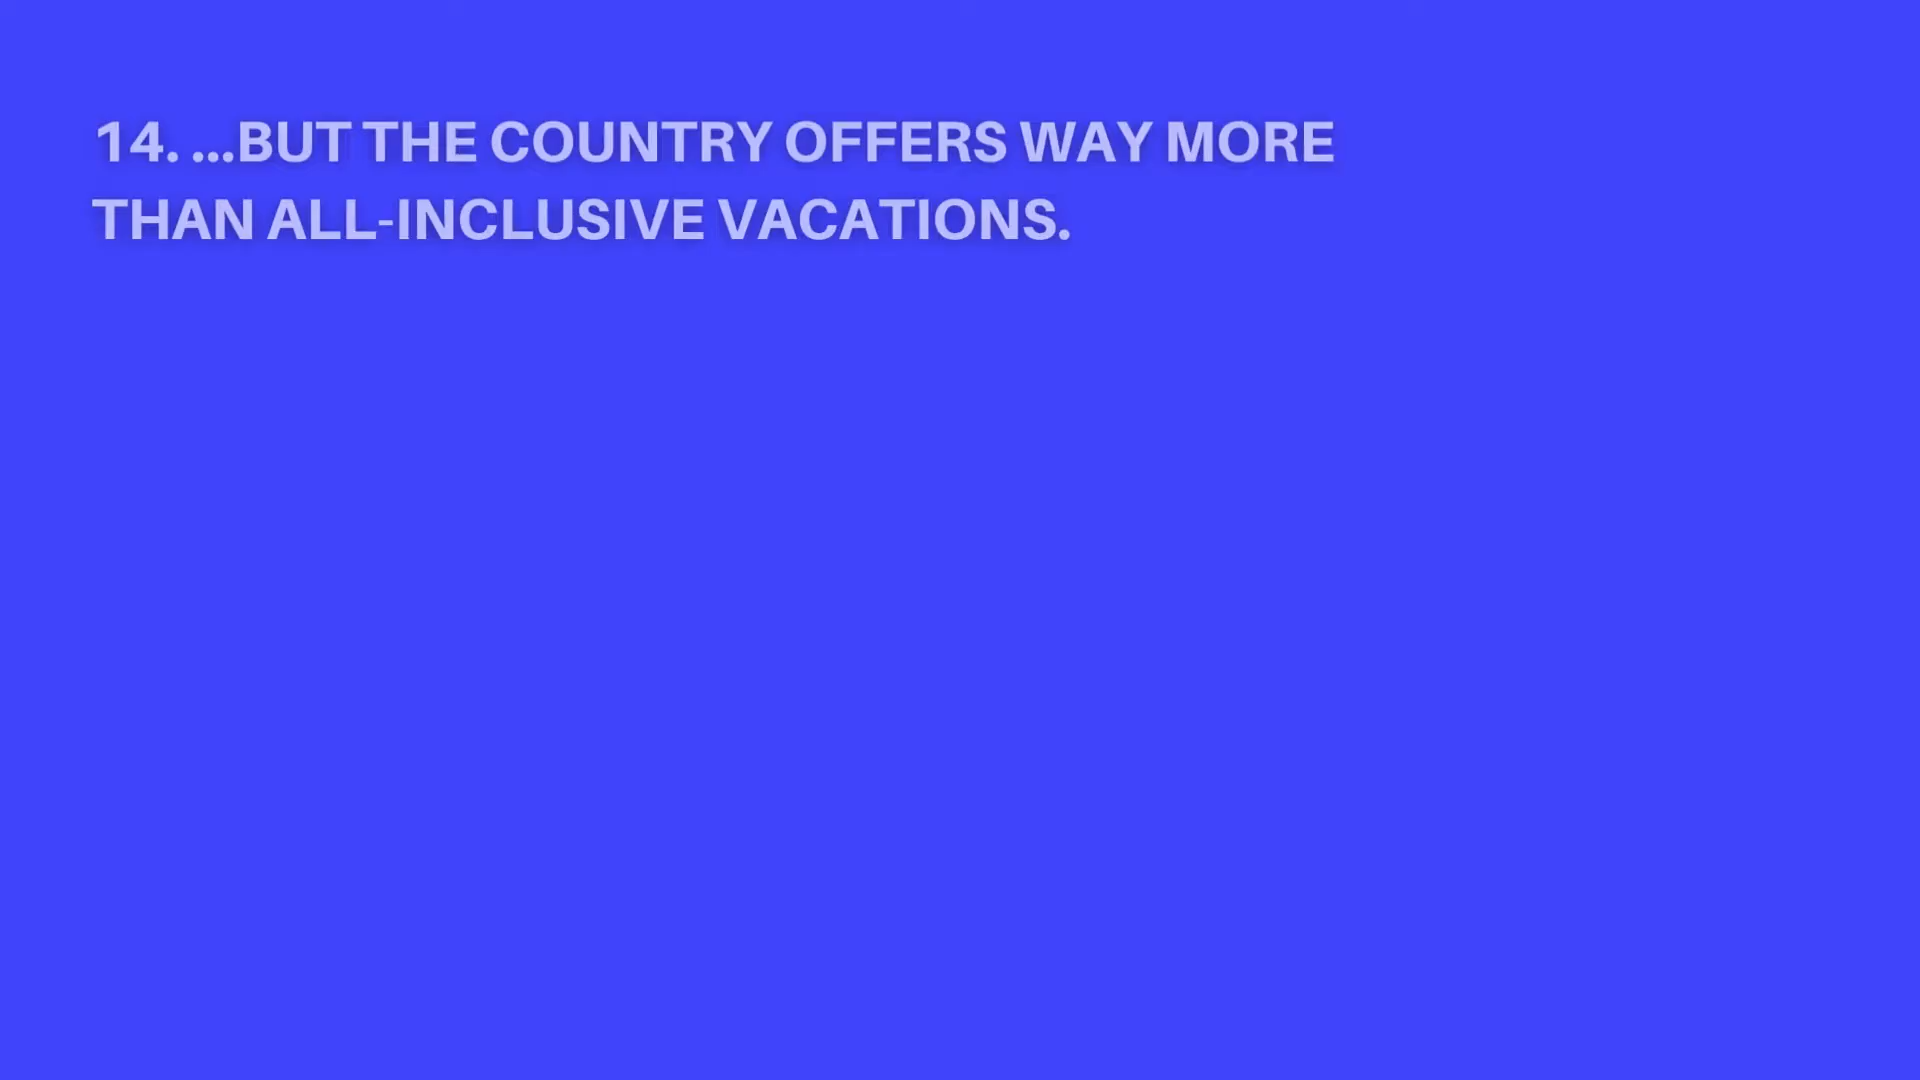 14. ...BUT THE COUNTRY OFFERS WAY MORE
THAN ALL-INCLUSIVE VACATIONS.